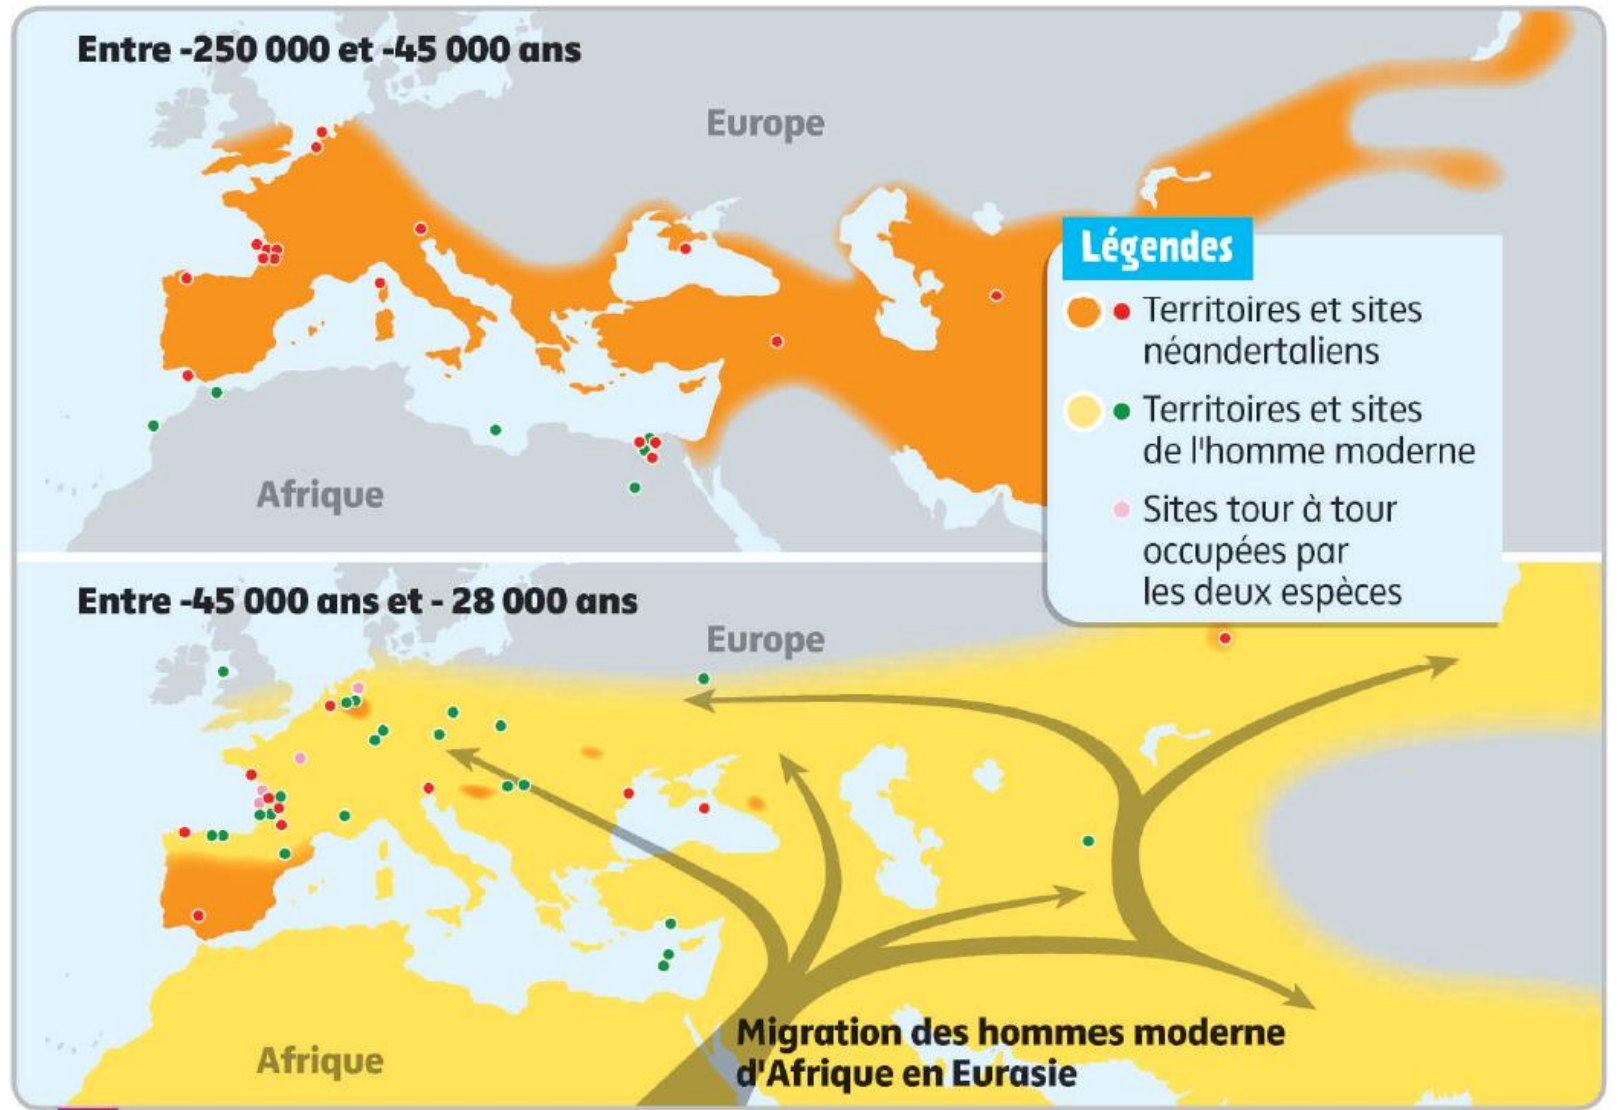 Entre -250 000 et -45 000 ans
Europe
Afrique
Légendes
Territoires et sites
néandertaliens
Territoires et sites
de l'homme moderne
Sites tour à tour
occupées par
les deux espèces
Entre -45 000 ans et - 28 000 ans
Europe
Afrique
Migration des hommes moderne
d'Afrique en Eurasie